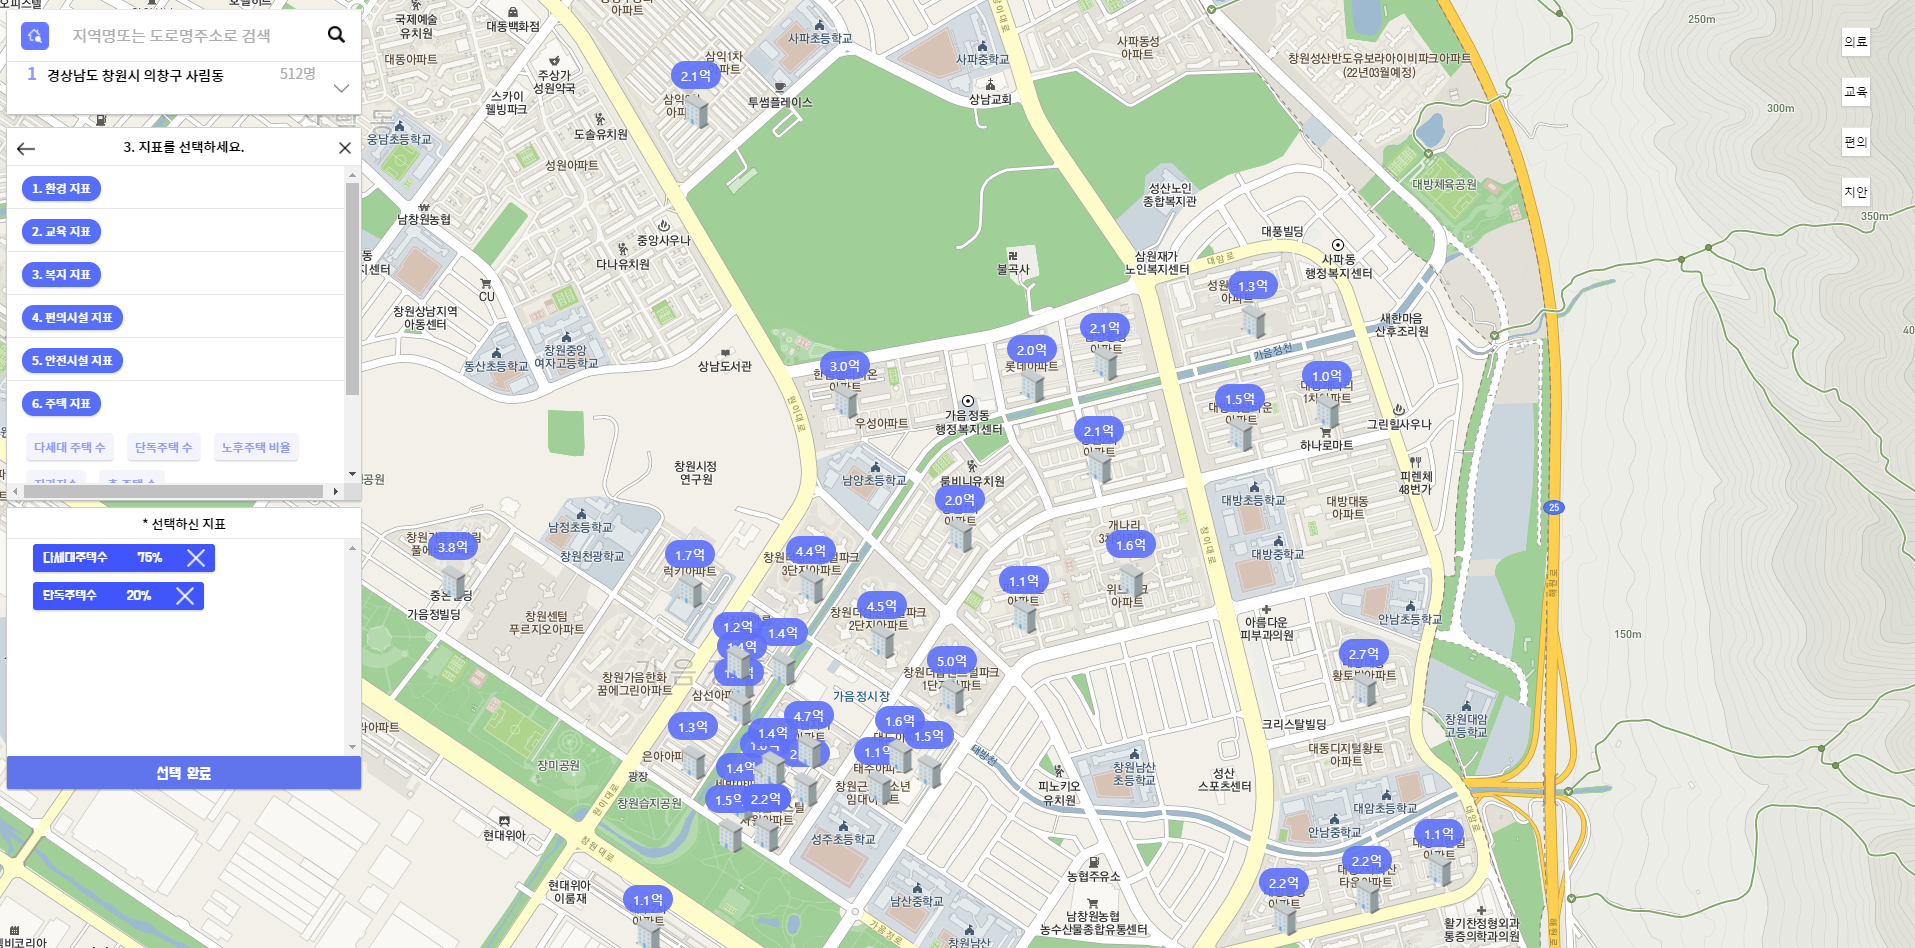 지역명또는 도로명주소로 검색
1 경상남도 창원시 의창구 사림동 512명
3. 지표를 선택하세요.
1. 환경 지표
2. 교육 지표
3. 복지 지표
4. 편의시설 지표
5. 안전시설 지표
6. 주택 지표
다세대 주택 수 단독주택 수 노후주택 비율
* 선택하신 지표
다세대주택수 75%
단독주택수 20%
선택 완료
의료
교육
편의
치안
국제예술
유치원
대동백화점
대동아파트
주상가
성원약국
스카이
웰빙파크
도솔유치원
성원아파트
웅남초등학교
남창원농협
중앙사우나
다나유치원
CU
창원상남지역
아동센터
동산초등학교
창원중앙
여자고등학교
상남도서관
삼익1차
2.1억
투썸플레이스
사파초등학교
사파중학교
상남교회
사파동성
아파트
창원성산반도유보라아이비파크아파트
(22년03월예정)
250m
300m
350m
150m
대방체육공원
성산노인
종합복지관
불곡사
삼원재가
노인복지센터
대풍빌딩
사파동
행정복지센터
대암로
1.3억
새한마음
산후조리원
가음정천
2.1억
2.0억
롯데아파트
3.0억
우성아파트
가음정동
행정복지센터
1.0억
1.5억
2.1억
그린힐사우나
하나로마트
피렌체
48번가
창원시정
연구원
남양초등학교
룸비니유치원
2.0억
대방초등학교
대방대동
아파트
개나리
1.6억
대방중학교
25
원이대로
창이대로
남정초등학교
창원천광학교
3.8억
1.7억
럭키아파트
4.4억
3단지아파트
1.1억
4.5억
2단지아파트
5.0억
가음정빌딩
창원센텀
푸르지오아파트
창원가음한화
꿈에그린아파트
1.2억
1.4억
가음정시장
아름다운
피부과의원
안남초등학교
2.7억
황토방아파트
창원대암
고등학교
크리스탈빌딩
대동디지털황토
아파트
1.3억
4.7억
1.6억
1.5억
1.4억
1.1억
1.4억
1.5억
2.2억
장미공원
광장
창원습지공원
현대위아
대방천
피노키오
유치원
창원남산
초등학교
성산
스포츠센터
대암초등학교
안남중학교
1.1억
2.2억
2.2억
성주초등학교
농협주유소
남산중학교
남창원농협
농수산물종합유통센터
현대위아
이룸재
1.1억
창원대로
가음정로
창원남산
활기찬정형외과
통증의학과의원